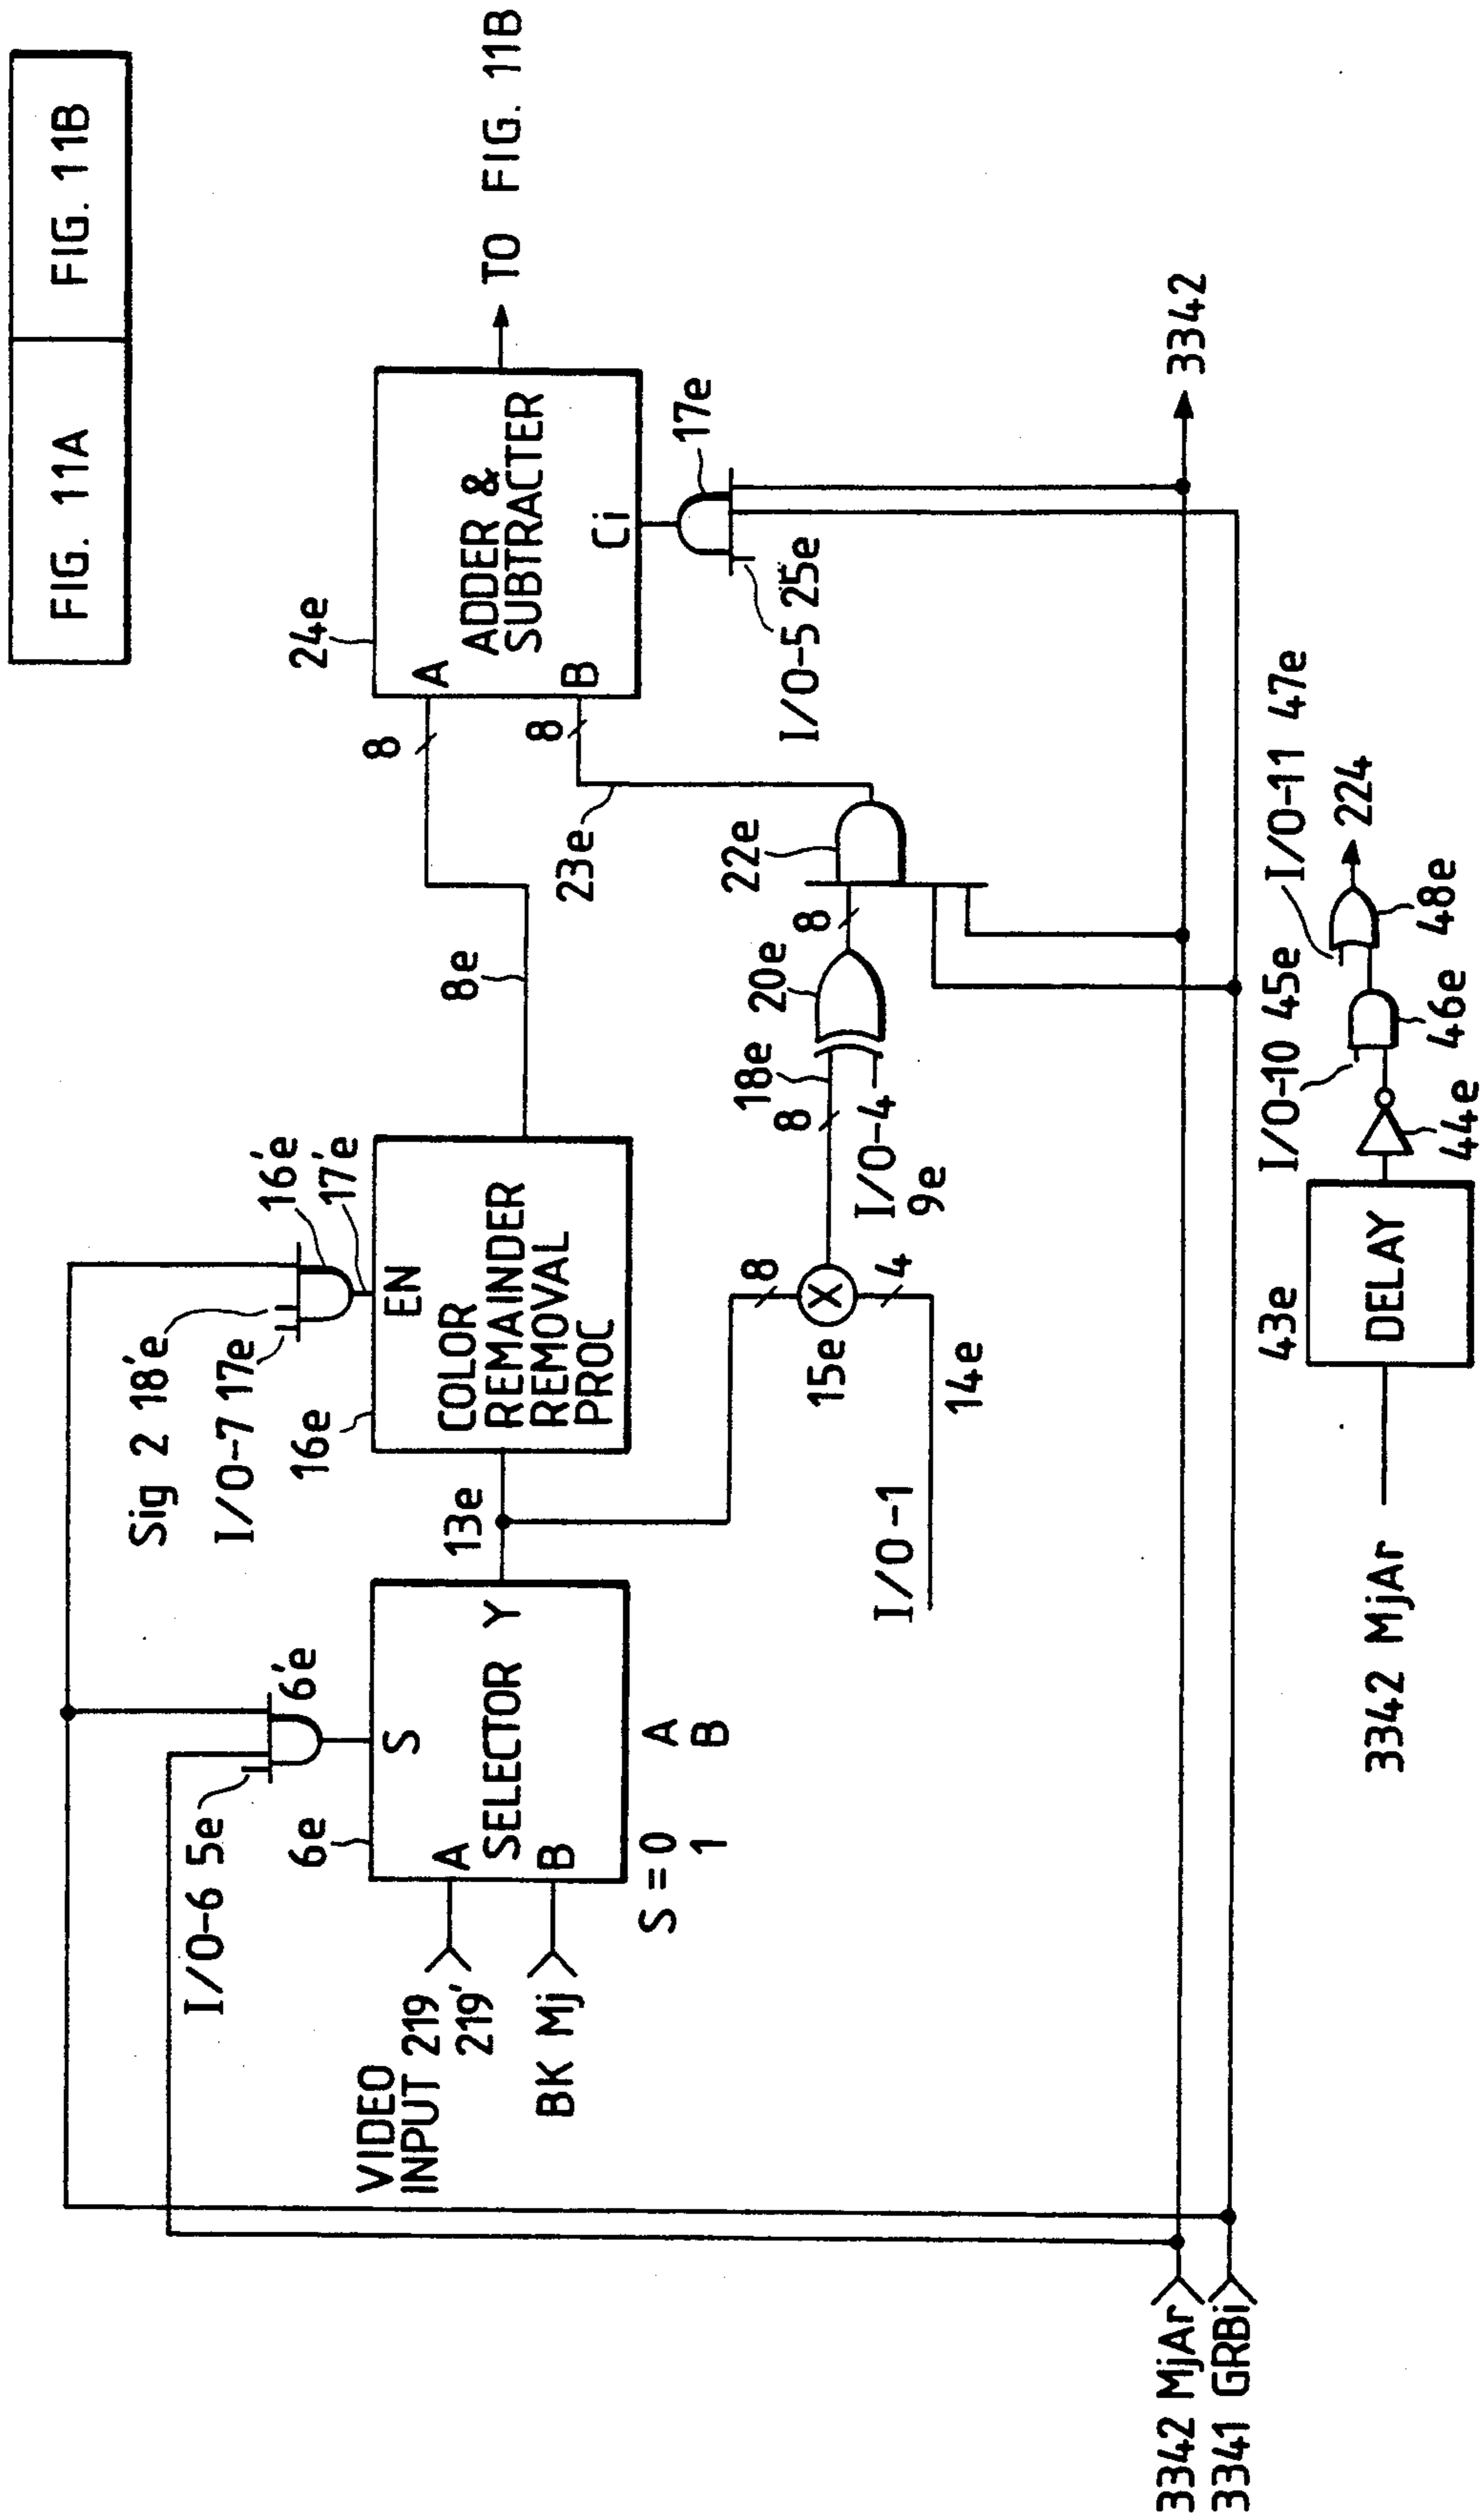 FIG. 11A
FIG. 11B
Sig 2 18'e
I/O-7 17e
16'e
17'e
I/O-6 5e
6'e
6e
16e
24e
VIDEO
INPUT 219
219'
BK Mj
A
B
S
SELECTOR Y
S = 0 A
1 B
13e
EN
COLOR
REMAINDER
REMOVAL
PROC
8e
8
8
A
B
ADDER &
SUBTRACTER
Ci
TO FIG. 11B
23e
17e
I/O-5 25e
8
15e
4
I/O-1
14e
18e
8
I/O-4
9e
20e
8
22e
3342 MjAr
3341 GRBi
3342
3342 MjAr
43e
DELAY
44e
I/O-10 45e
46e
I/O-11 47e
48e
224